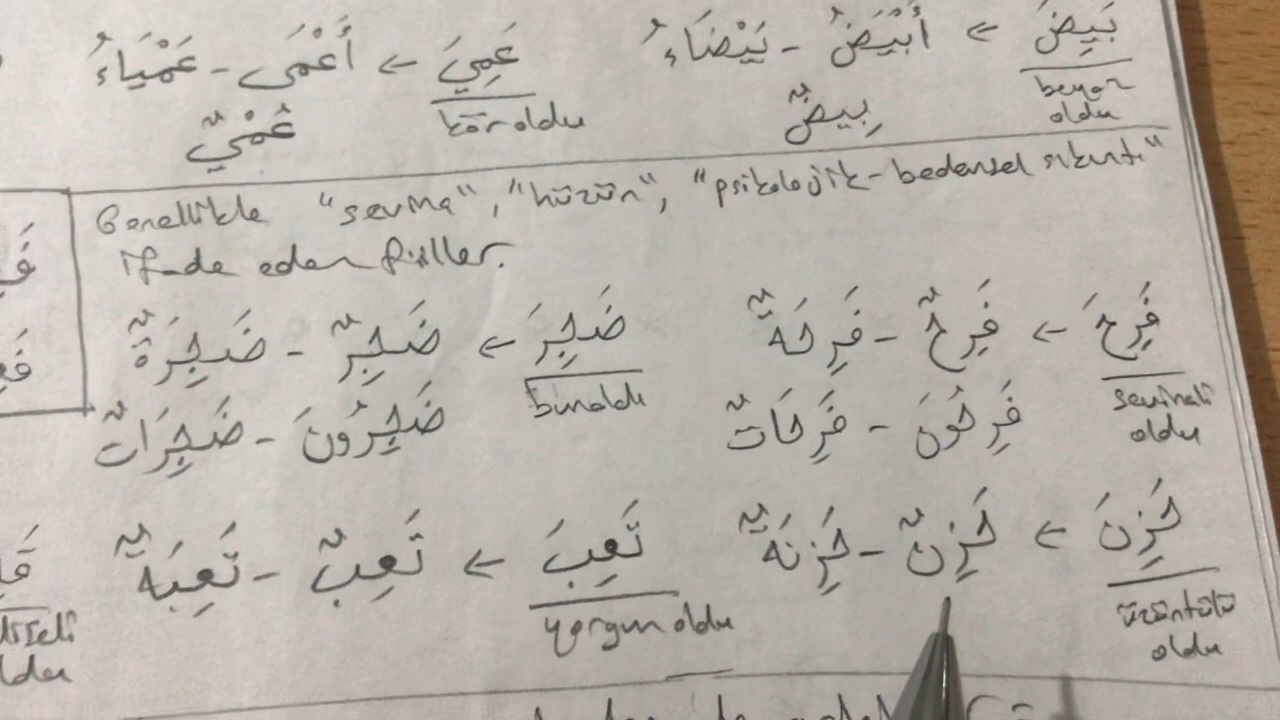 بَيِضَ ← أَبْيَضُ - بَيْضَاءُ
beyaz oldu
بِيضٌ
عَمِيَ ← أَعْمَى - عَمْيَاءُ
kör oldu
عُمْيٌ
Genellikle "sevinç", "hüzün", "psikolojik-bedensel sıkıntı"
ifade eden fiiller.
فَرِحَ ← فَرِحٌ - فَرِحَةٌ
sevinçli oldu
فَرِحُونَ - فَرِحَاتٌ
ضَجِرَ ← ضَجِرٌ - ضَجِرَةٌ
bunaldı
ضَجِرُونَ - ضَجِرَاتٌ
حَزِنَ ← حَزِنٌ - حَزِنَةٌ
üzüntülü oldu
تَعِبَ ← تَعِبٌ - تَعِبَةٌ
yorgun oldu